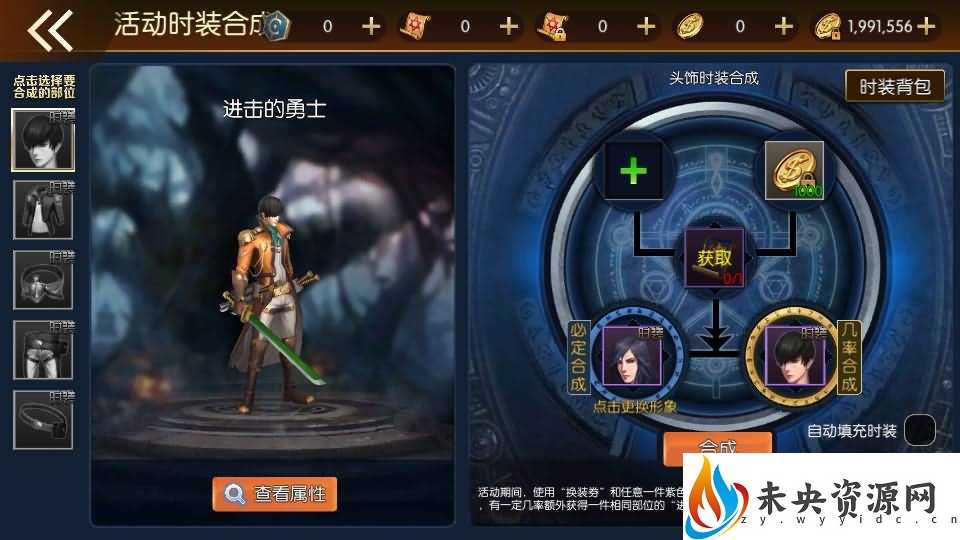 活动时装合成
0
0
0
0
1,991,556
点击选择要
合成的部位
时装
时装
时装
时装
时装
进击的勇士
查看属性
头饰时装合成
时装背包
1000
获取
0/1
必定合成
时装
时装
几率合成
点击更换形象
自动填充时装
合成
活动期间，使用“换装券”和任意一件紫色
，有一定几率额外获得一件相同部位的“进
未央资源网
zy.wyyidc.cn